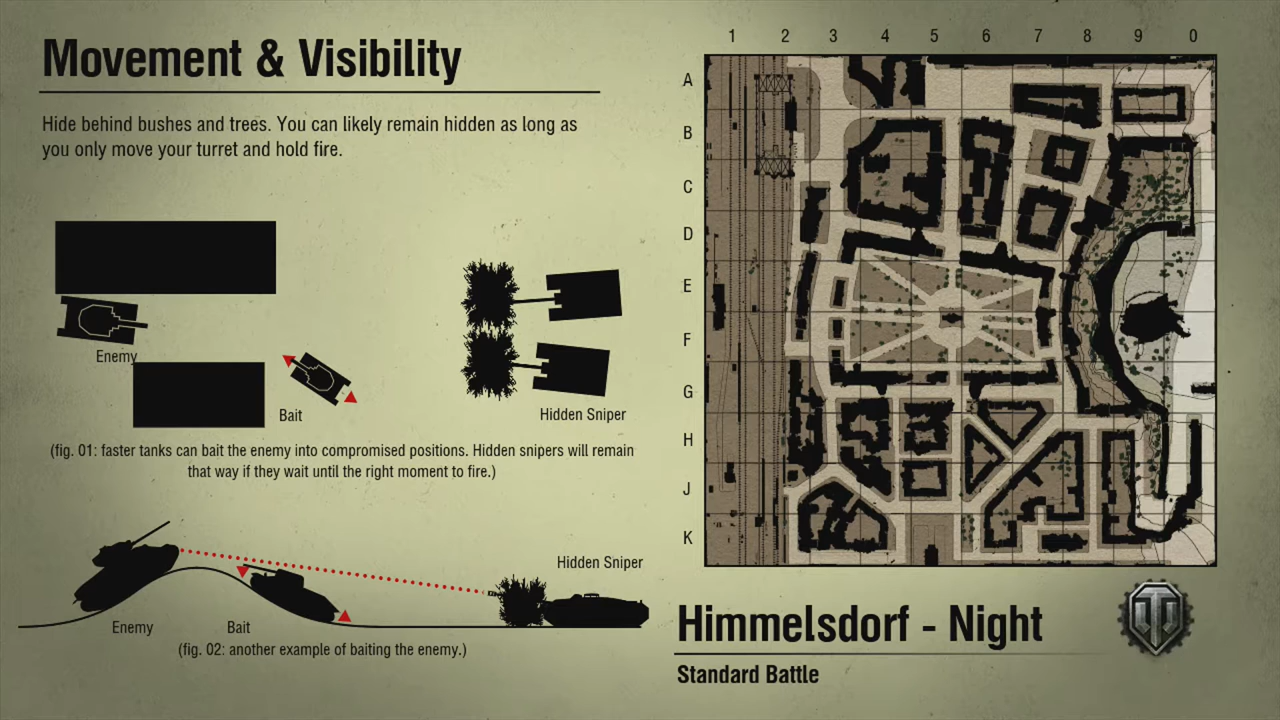 Movement & Visibility
Hide behind bushes and trees. You can likely remain hidden as long as
you only move your turret and hold fire.
Enemy
Bait
Hidden Sniper
(fig. 01: faster tanks can bait the enemy into compromised positions. Hidden snipers will remain
that way if they wait until the right moment to fire.)
Hidden Sniper
Enemy
Bait
(fig. 02: another example of baiting the enemy.)
1 2 3 4 5 6 7 8 9 0
A
B
C
D
E
F
G
H
J
K
Himmelsdorf - Night
Standard Battle